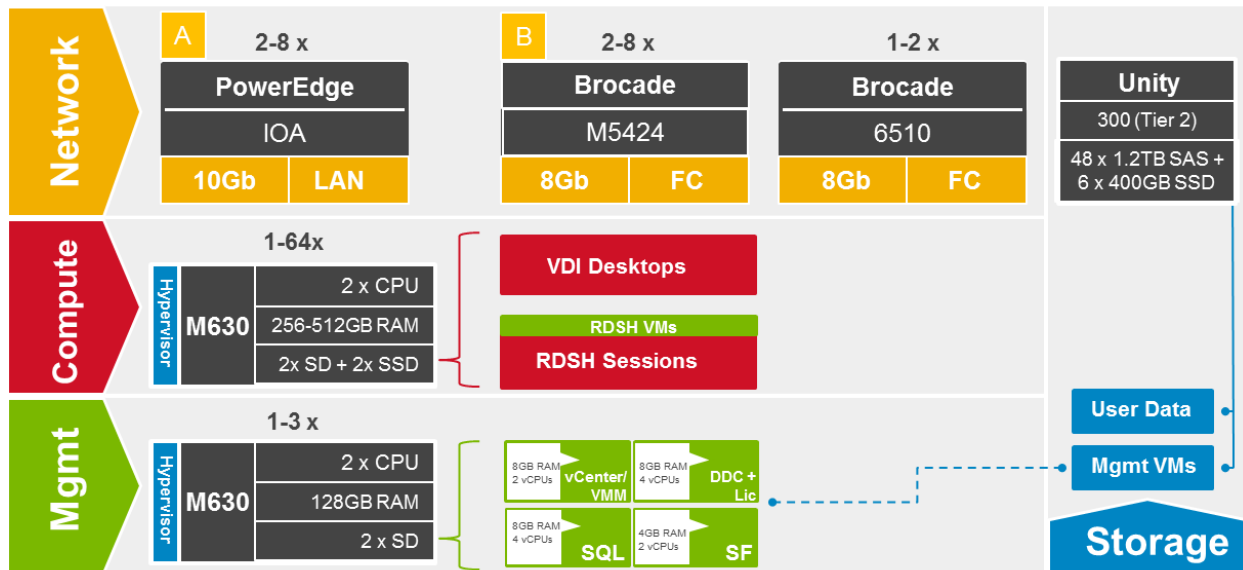 Network
A
2-8 x
PowerEdge
IOA
10Gb
LAN
B
2-8 x
Brocade
M5424
8Gb
FC
1-2 x
Brocade
6510
8Gb
FC
Unity
300 (Tier 2)
48 x 1.2TB SAS +
6 x 400GB SSD
Compute
1-64x
Hypervisor
M630
2 x CPU
256-512GB RAM
2x SD + 2x SSD
VDI Desktops
RDSH VMs
RDSH Sessions
Mgmt
1-3 x
Hypervisor
M630
2 x CPU
128GB RAM
2 x SD
8GB RAM
2 vCPUs
vCenter/
VMM
8GB RAM
4 vCPUs
DDC +
Lic
8GB RAM
4 vCPUs
SQL
4GB RAM
2 vCPUs
SF
User Data
Mgmt VMs
Storage